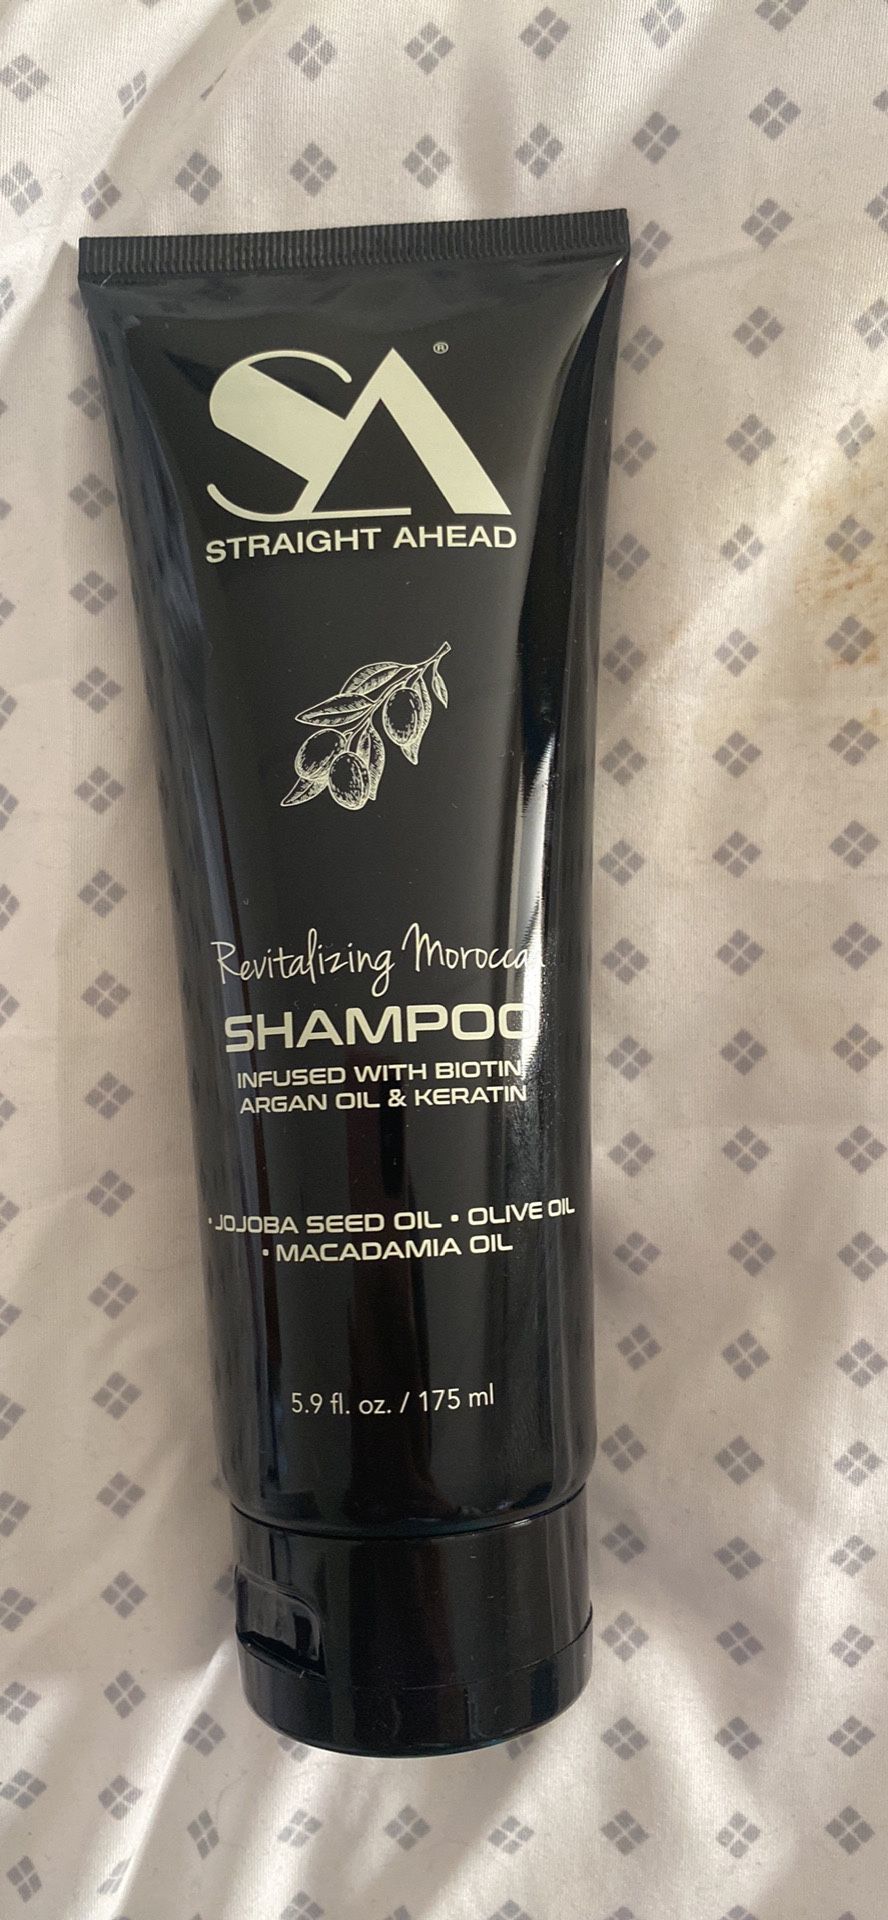 SA®
STRAIGHT AHEAD
Revitalizing Moroccan
SHAMPOO
INFUSED WITH BIOTIN
ARGAN OIL & KERATIN
• JOJOBA SEED OIL • OLIVE OIL
• MACADAMIA OIL
5.9 fl. oz. / 175 ml